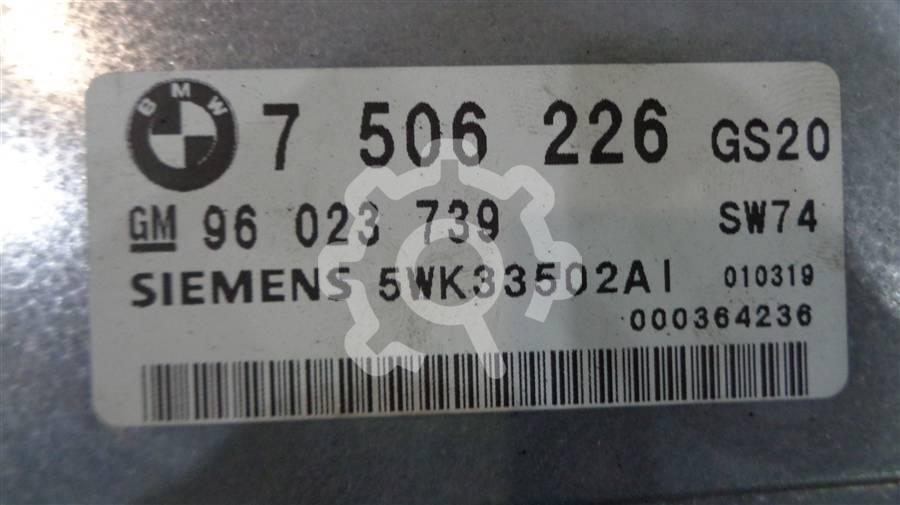 BMW 7 506 226 GS20
GM 96 023 739 SW74
SIEMENS 5WK33502AI 010319
000364236